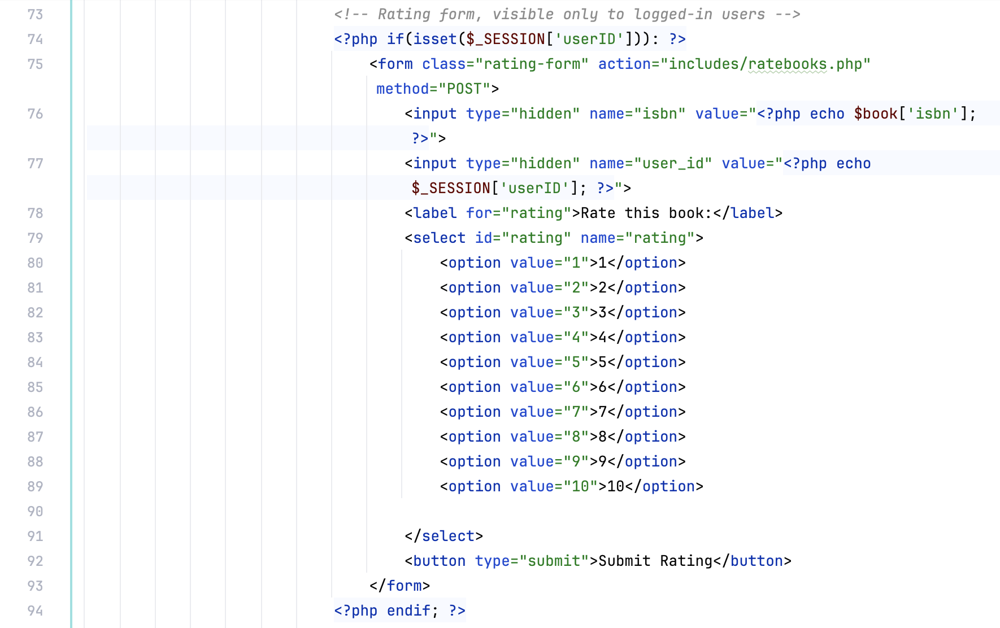 73 <!-- Rating form, visible only to logged-in users -->
74 <?php if(isset($_SESSION['userID'])): ?>
75 <form class="rating-form" action="includes/ratebooks.php"
method="POST">
76 <input type="hidden" name="isbn" value="<?php echo $book['isbn'];
?>">
77 <input type="hidden" name="user_id" value="<?php echo
$_SESSION['userID']; ?>">
78 <label for="rating">Rate this book:</label>
79 <select id="rating" name="rating">
80 <option value="1">1</option>
81 <option value="2">2</option>
82 <option value="3">3</option>
83 <option value="4">4</option>
84 <option value="5">5</option>
85 <option value="6">6</option>
86 <option value="7">7</option>
87 <option value="8">8</option>
88 <option value="9">9</option>
89 <option value="10">10</option>
90
91 </select>
92 <button type="submit">Submit Rating</button>
93 </form>
94 <?php endif; ?>